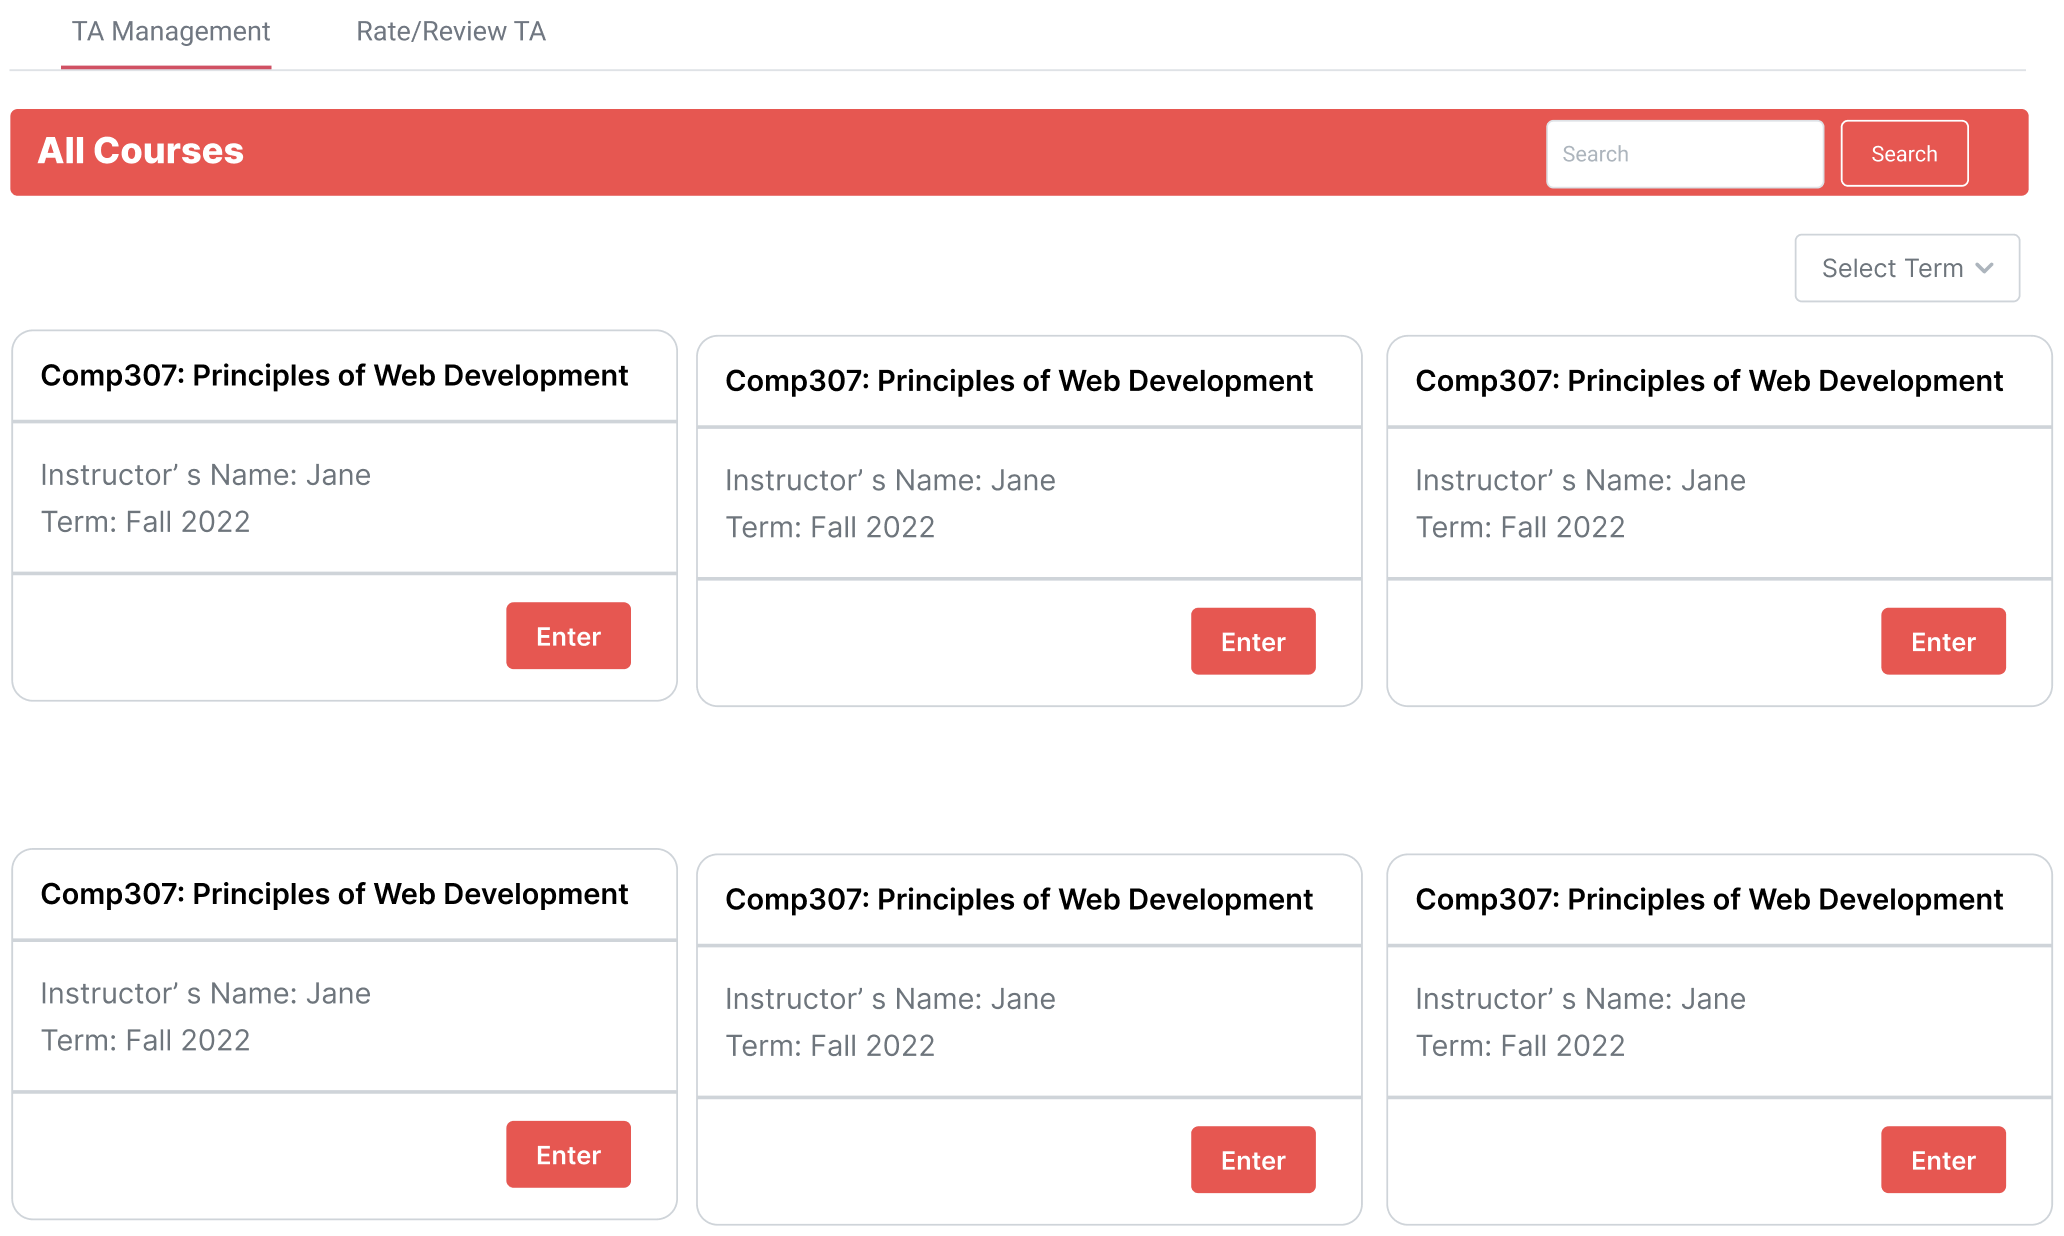 TA Management
Rate/Review TA
All Courses
Search
Search
Select Term
Comp307: Principles of Web Development
Instructor’ s Name: Jane
Term: Fall 2022
Enter
Comp307: Principles of Web Development
Instructor’ s Name: Jane
Term: Fall 2022
Enter
Comp307: Principles of Web Development
Instructor’ s Name: Jane
Term: Fall 2022
Enter
Comp307: Principles of Web Development
Instructor’ s Name: Jane
Term: Fall 2022
Enter
Comp307: Principles of Web Development
Instructor’ s Name: Jane
Term: Fall 2022
Enter
Comp307: Principles of Web Development
Instructor’ s Name: Jane
Term: Fall 2022
Enter